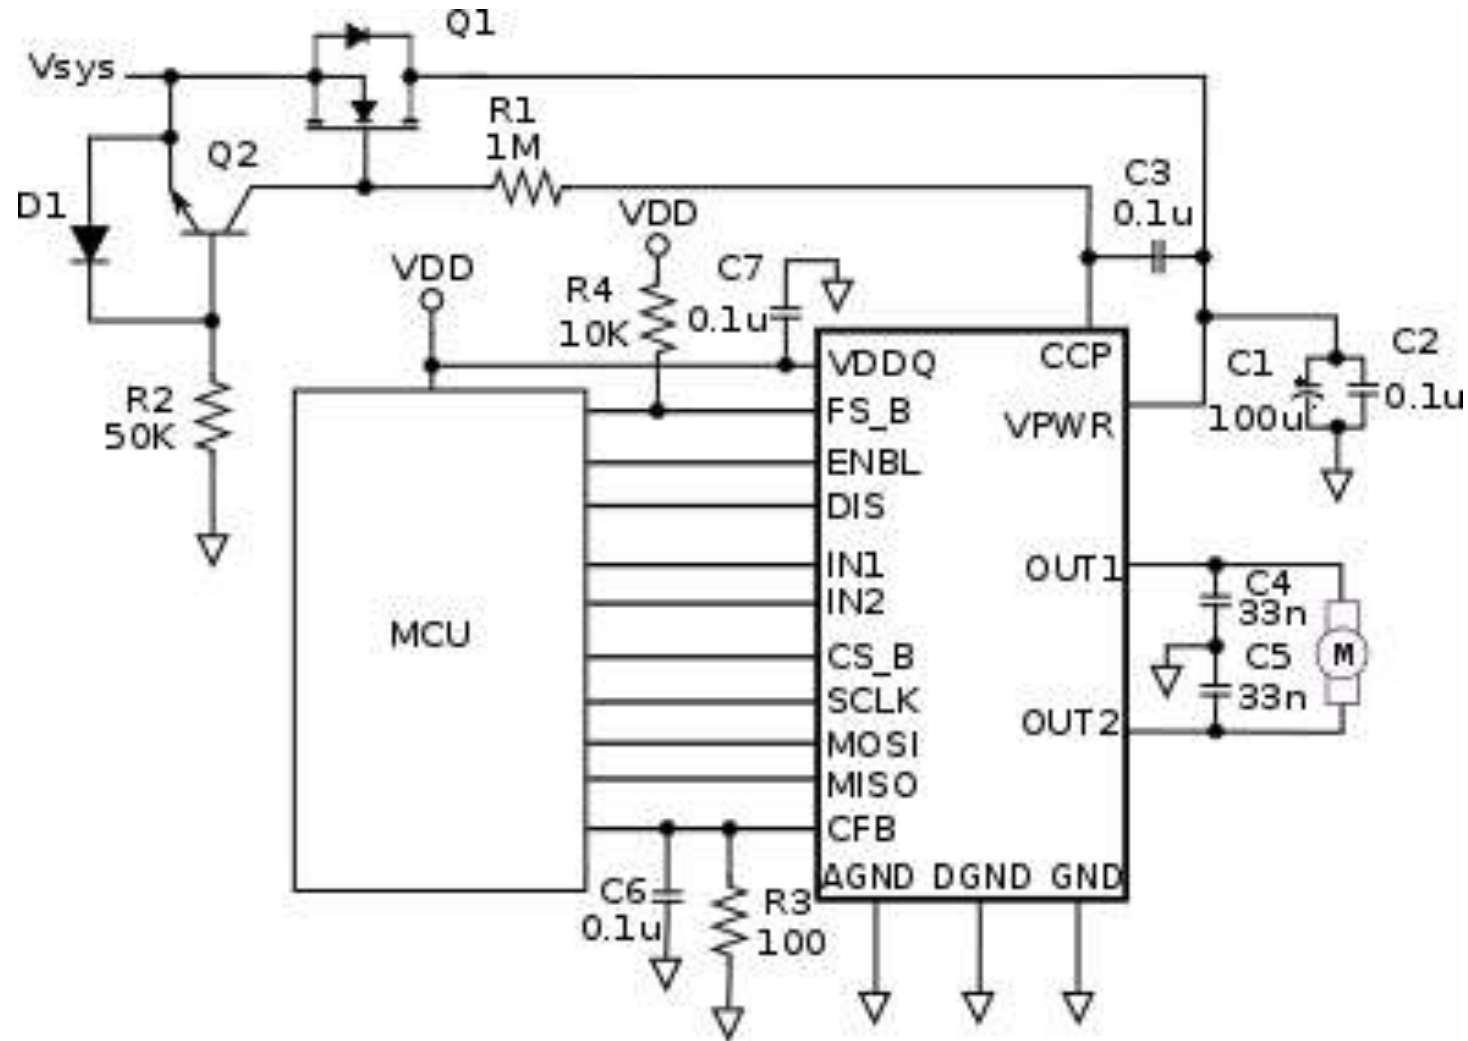 Q1
Vsys
R1
1M
Q2
C3
0.1u
D1
VDD
VDD
C7
R4
0.1u
10K
VDDQ
CCP
C1
C2
100u
0.1u
R2
50K
FS_B
VPWR
ENBL
DIS
IN1
OUT1
C4
33n
IN2
MCU
M
CS_B
C5
33n
SCLK
OUT2
MOSI
MISO
CFB
AGND DGND GND
C6
0.1u
R3
100